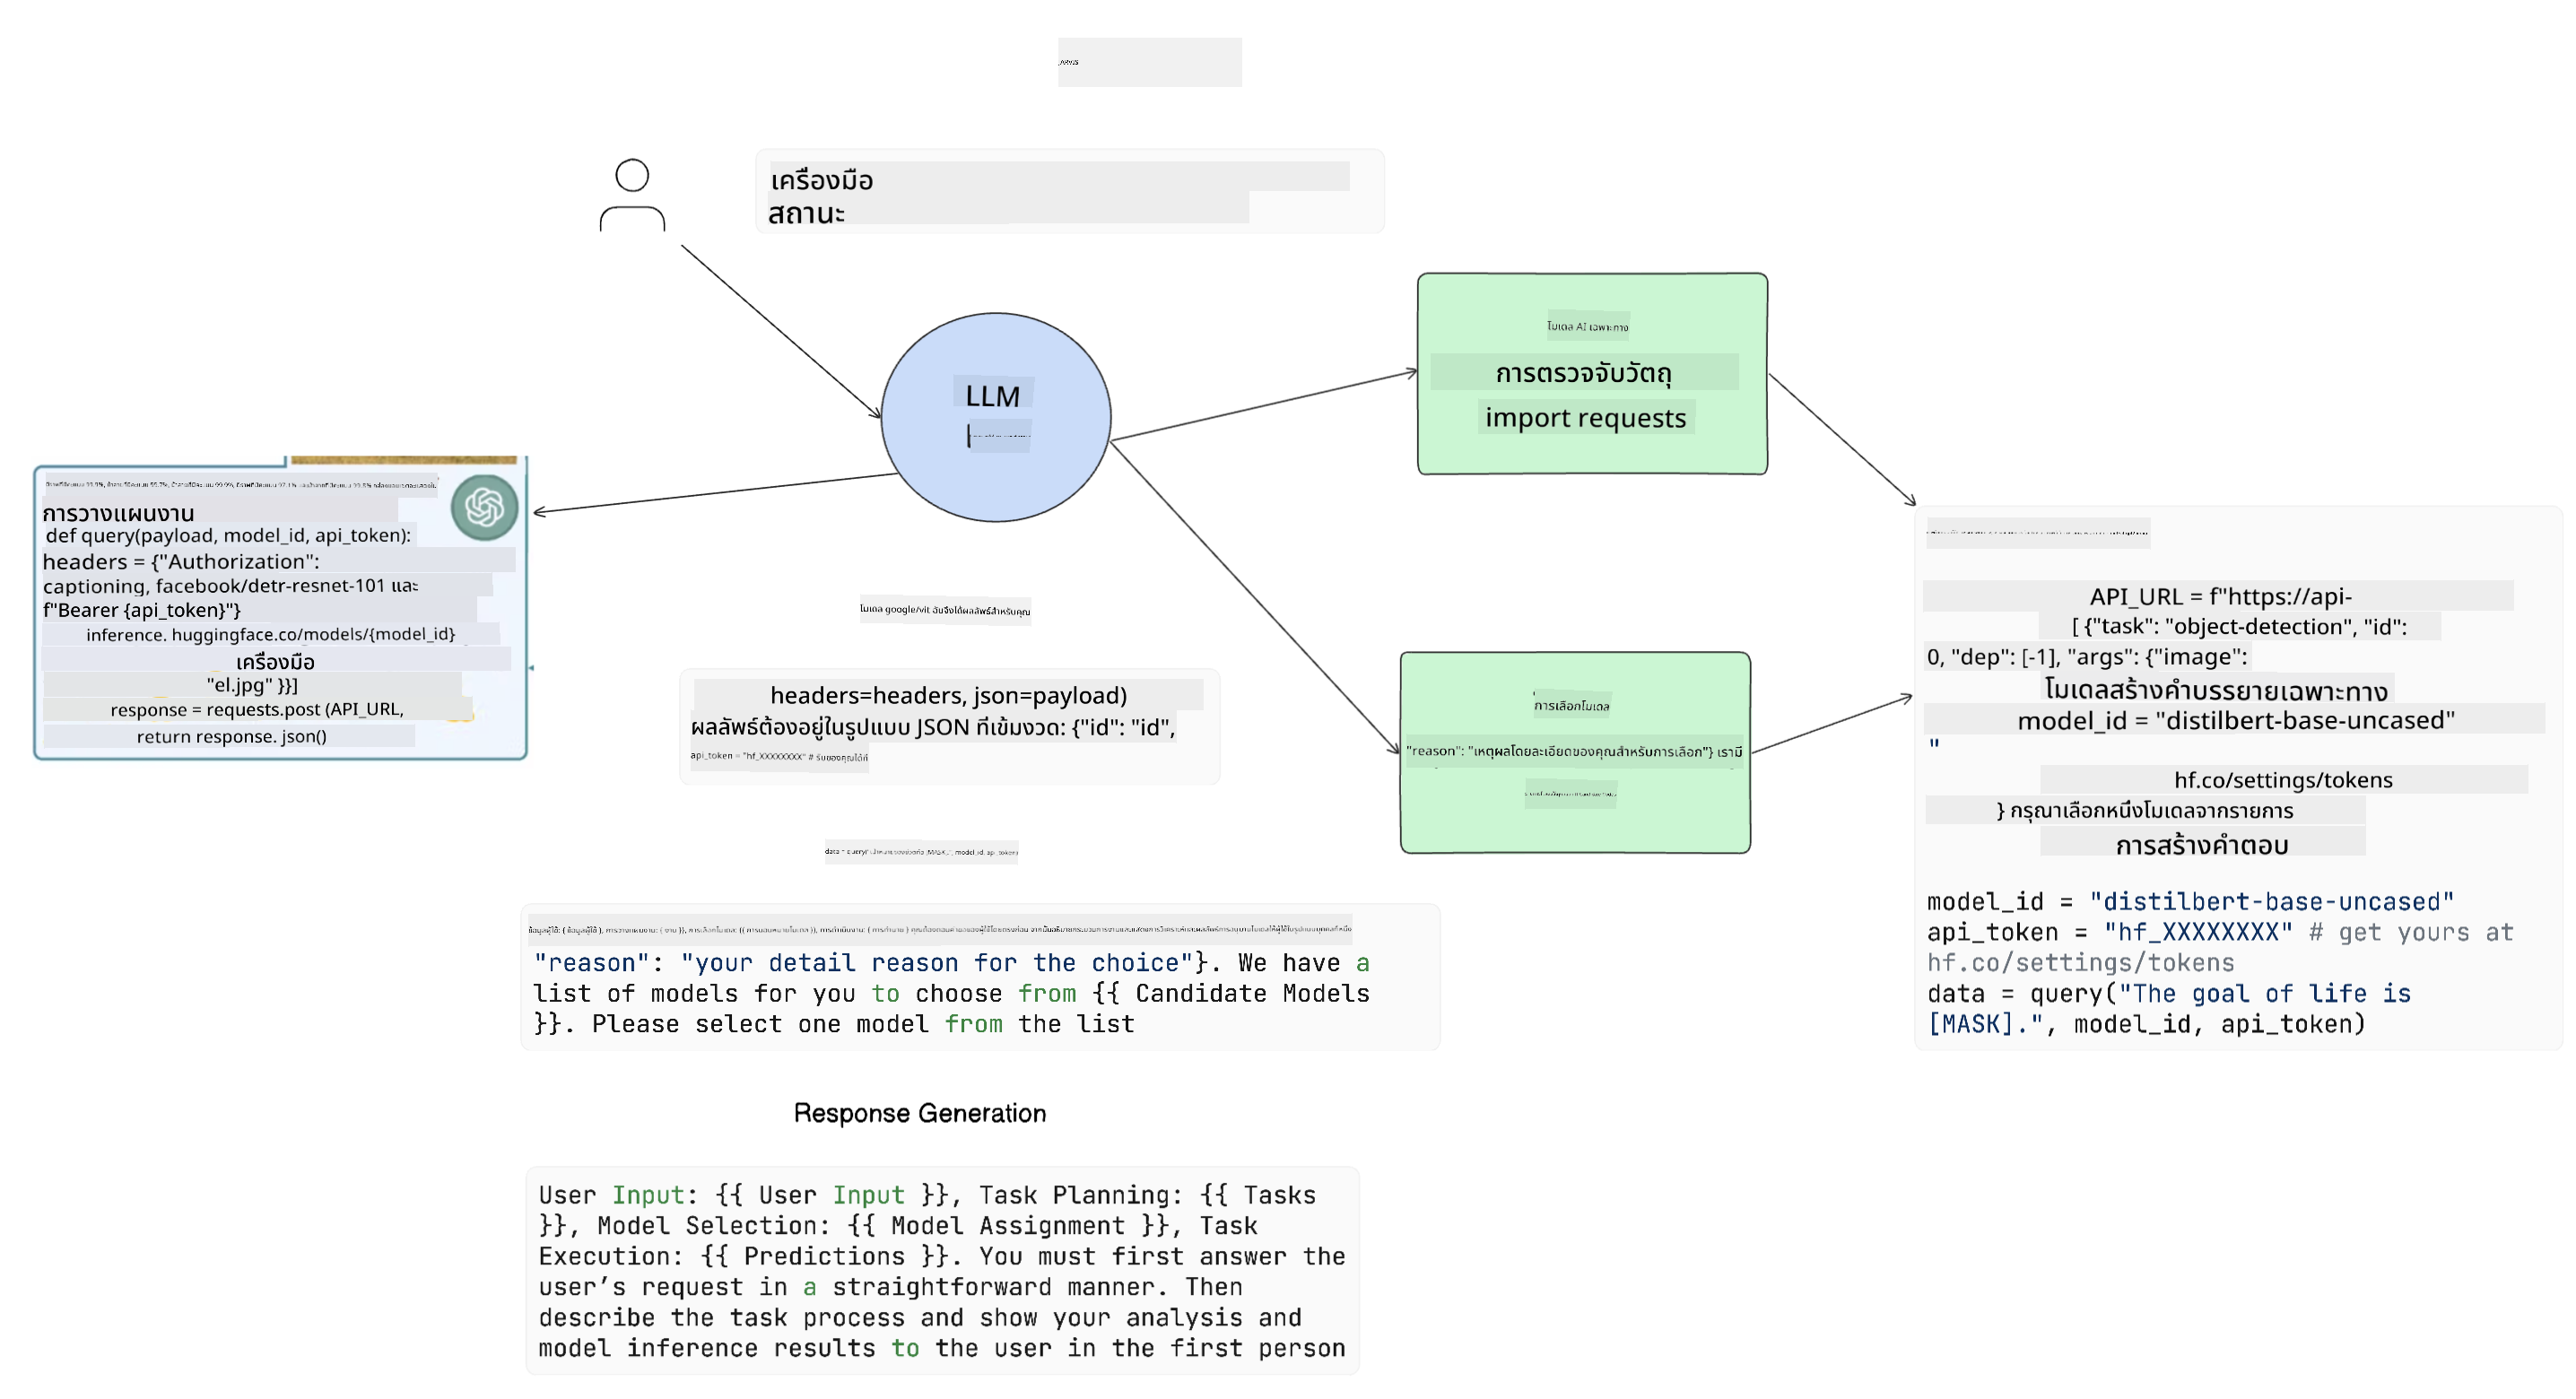 เครื่องมือ
สถานะ
LLM
โมเดล AI เฉพาะทาง
การตรวจจับวัตถุ
import requests
การวางแผนงาน
def query(payload, model_id, api_token):
headers = {"Authorization":
captioning, facebook/detr-resnet-101 และ
f"Bearer {api_token}"}
inference. huggingface.co/models/{model_id}
เครื่องมือ
"el.jpg" }}]
response = requests.post (API_URL,
return response. json()
โมเดล google/vit ฉันจึงได้ผลลัพธ์สำหรับคุณ
headers=headers, json=payload)
ผลลัพธ์ต้องอยู่ในรูปแบบ JSON ที่เข้มงวด: {"id": "id",
api_token = "hf_XXXXXXXX" # รับของคุณได้ที่
การเลือกโมเดล
"reason": "เหตุผลโดยละเอียดของคุณสำหรับการเลือก"} เรามี
API_URL = f"https://api-
[ {"task": "object-detection", "id":
0, "dep": [-1], "args": {"image":
โมเดลสร้างคำบรรยายเฉพาะทาง
model_id = "distilbert-base-uncased"
"
hf.co/settings/tokens
} กรุณาเลือกหนึ่งโมเดลจากรายการ
การสร้างคำตอบ
model_id = "distilbert-base-uncased"
api_token = "hf_XXXXXXXX" # get yours at
hf.co/settings/tokens
data = query("The goal of life is
[MASK].", model_id, api_token)
"reason": "your detail reason for the choice"}. We have a
list of models for you to choose from {{ Candidate Models
}}. Please select one model from the list
Response Generation
User Input: {{ User Input }}, Task Planning: {{ Tasks
}}, Model Selection: {{ Model Assignment }}, Task
Execution: {{ Predictions }}. You must first answer the
user’s request in a straightforward manner. Then
describe the task process and show your analysis and
model inference results to the user in the first person